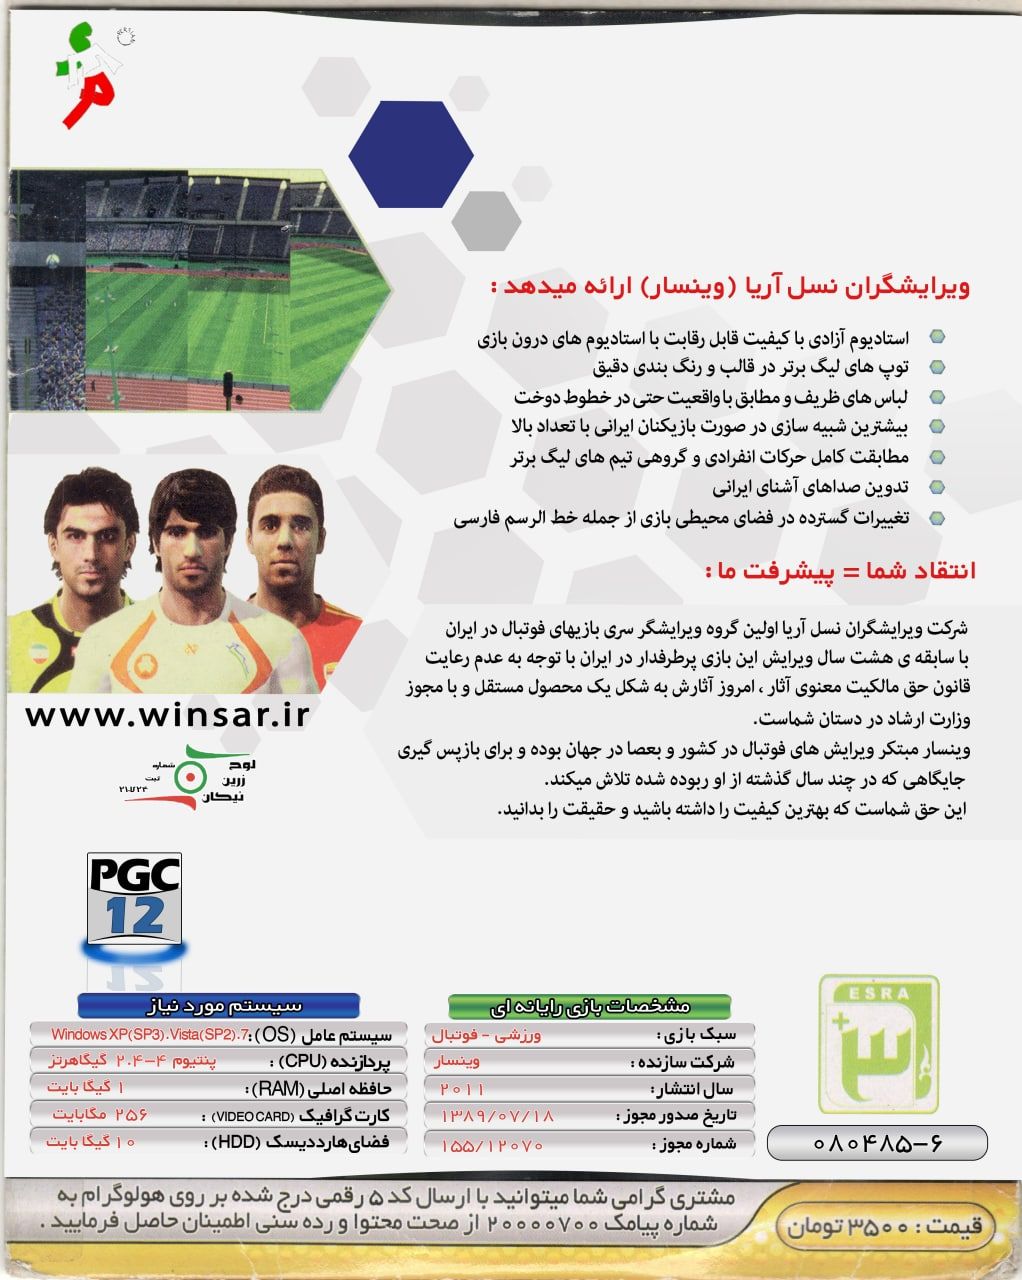 ویرایشگران نسل آریا (وینسار) ارائه میدهد :
استادیوم آزادی با کیفیت قابل رقابت با استادیوم های درون بازی
توپ های لیگ برتر در قالب و رنگ بندی دقیق
لباس های ظریف و مطابق با واقعیت حتی در خطوط دوخت
بیشترین شبیه سازی در صورت بازیکنان ایرانی با تعداد بالا
مطابقت کامل حرکات انفرادی و گروهی تیم های لیگ برتر
تدوین صداهای آشنای ایرانی
تغییرات گسترده در فضای محیطی بازی از جمله خط الرسم فارسی
انتقاد شما = پیشرفت ما :
شرکت ویرایشگران نسل آریا اولین گروه ویرایشگر سری بازیهای فوتبال در ایران
با سابقه ی هشت سال ویرایش این بازی پرطرفدار در ایران با توجه به عدم رعایت
قانون حق مالکیت معنوی آثار ، امروز آثارش به شکل یک محصول مستقل و با مجوز
وزارت ارشاد در دستان شماست.
وینسار مبتکر ویرایش های فوتبال در کشور و بعصا در جهان بوده و برای بازپس گیری
جایگاهی که در چند سال گذشته از او ربوده شده تلاش میکند.
این حق شماست که بهترین کیفیت را داشته باشید و حقیقت را بدانید.
www.winsar.ir
لوح
زرین
نیکان
شماره
ثبت
PGC
12
سیستم مورد نیاز
سیستم عامل (OS) : Windows XP(SP3).Vista(SP2).7
پردازنده (CPU) : پنتیوم ۴-۲.۴ گیگاهرتز
حافظه اصلی (RAM) : ۱ گیگا بایت
کارت گرافیک (VIDEO CARD) : ۲۵۶ مگابایت
فضای هارددیسک (HDD) : ۱۰ گیگا بایت
مشخصات بازی رایانه ای
سبک بازی : ورزشی - فوتبال
شرکت سازنده : وینسار
سال انتشار : ۲۰۱۱
تاریخ صدور مجوز : ۱۳۸۹/۰۷/۱۸
شماره مجوز : ۱۵۵/۱۲۰۷۰
ESRA
+۳
۰۸۰۴۸۵-۶
مشتری گرامی شما میتوانید با ارسال کد ۵ رقمی درج شده بر روی هولوگرام به
شماره پیامک ۲۰۰۰۰۷۰۰ از صحت محتوا و رده سنی اطمینان حاصل فرمایید .
قیمت : ۳۵۰۰ تومان